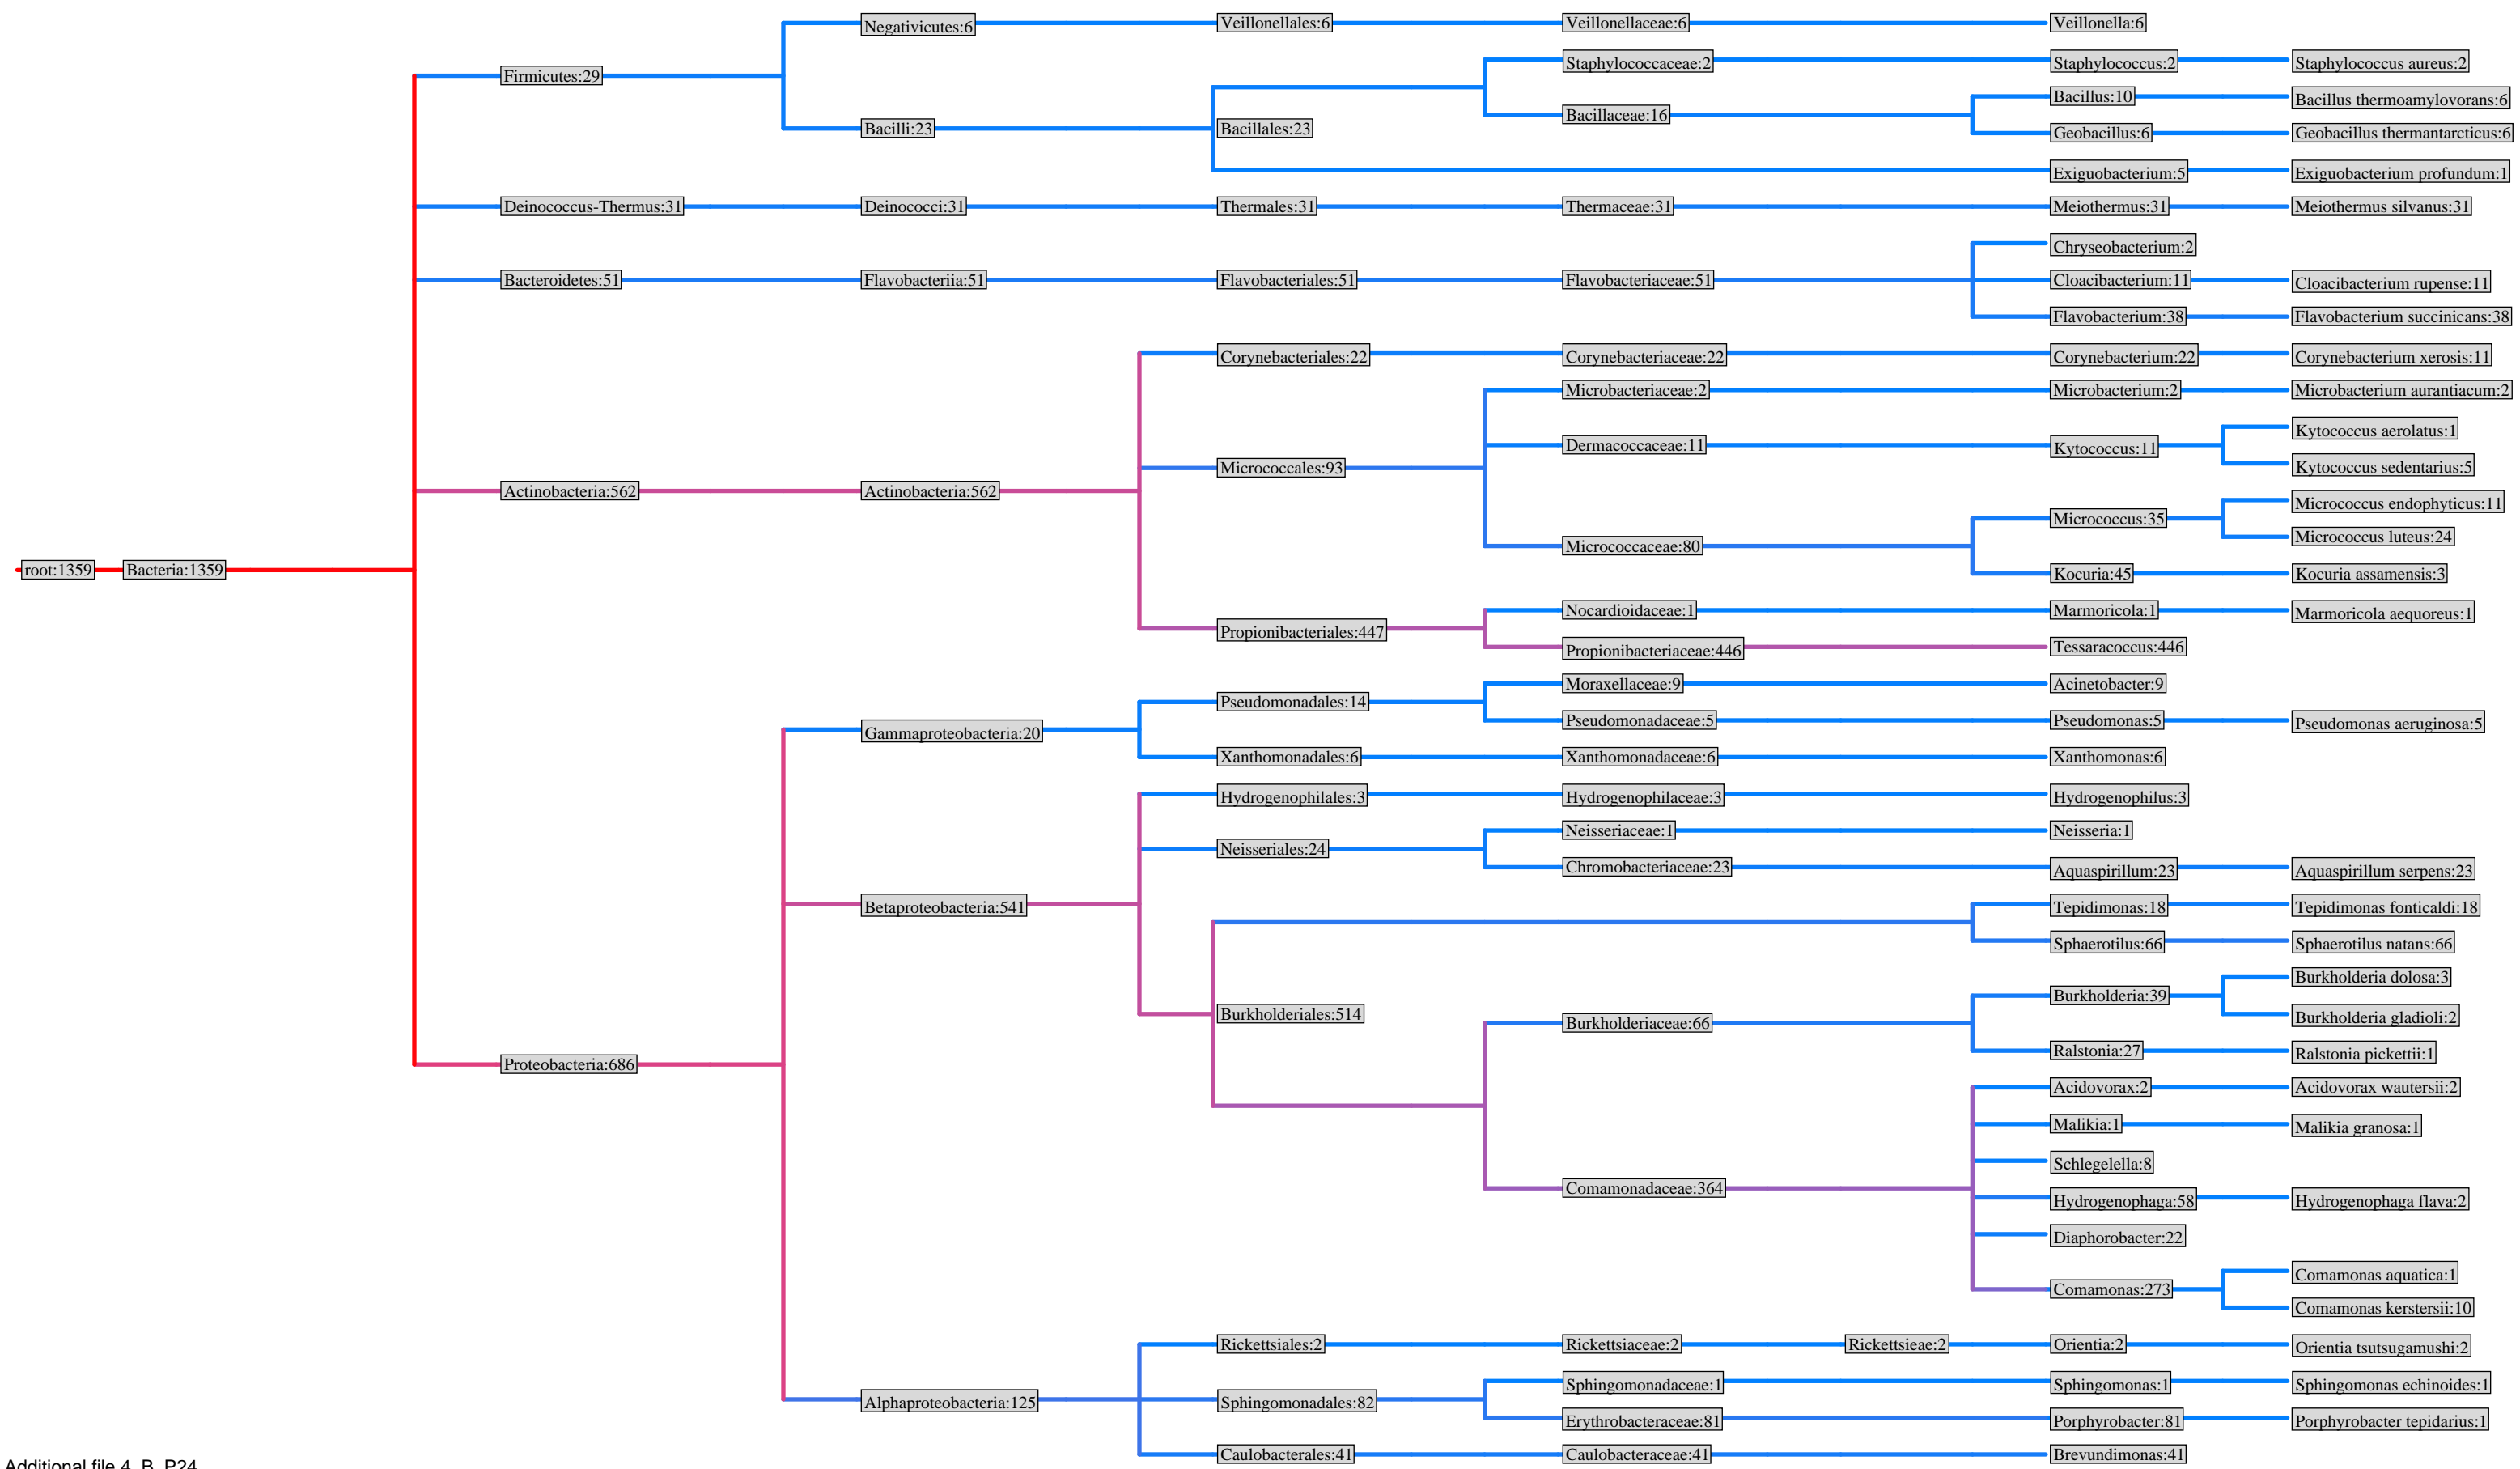 Negativicutes:6
Veillonellales:6
Veillonellaceae:6
Veillonella:6
Firmicutes:29
Staphylococcaceae:2
Staphylococcus:2
Staphylococcus aureus:2
Bacilli:23
Bacillales:23
Bacillaceae:16
Bacillus:10
Bacillus thermoamylovorans:6
Geobacillus:6
Geobacillus thermantarcticus:6
Exiguobacterium:5
Exiguobacterium profundum:1
Deinococcus-Thermus:31
Deinococci:31
Thermales:31
Thermaceae:31
Meiothermus:31
Meiothermus silvanus:31
Chryseobacterium:2
Bacteroidetes:51
Flavobacteriia:51
Flavobacteriales:51
Flavobacteriaceae:51
Cloacibacterium:11
Cloacibacterium rupense:11
Flavobacterium:38
Flavobacterium succinicans:38
Corynebacteriales:22
Corynebacteriaceae:22
Corynebacterium:22
Corynebacterium xerosis:11
Microbacteriaceae:2
Microbacterium:2
Microbacterium aurantiacum:2
Kytococcus aerolatus:1
Dermacoccaceae:11
Kytococcus:11
Kytococcus sedentarius:5
Micrococcales:93
Actinobacteria:562
Actinobacteria:562
Micrococcus endophyticus:11
Micrococcus:35
Micrococcus luteus:24
Micrococcaceae:80
root:1359
Bacteria:1359
Kocuria:45
Kocuria assamensis:3
Nocardioidaceae:1
Marmoricola:1
Marmoricola aequoreus:1
Propionibacteriales:447
Propionibacteriaceae:446
Tessaracoccus:446
Moraxellaceae:9
Acinetobacter:9
Pseudomonadales:14
Pseudomonadaceae:5
Pseudomonas:5
Pseudomonas aeruginosa:5
Gammaproteobacteria:20
Xanthomonadales:6
Xanthomonadaceae:6
Xanthomonas:6
Hydrogenophilales:3
Hydrogenophilaceae:3
Hydrogenophilus:3
Neisseriaceae:1
Neisseria:1
Neisseriales:24
Chromobacteriaceae:23
Aquaspirillum:23
Aquaspirillum serpens:23
Betaproteobacteria:541
Tepidimonas:18
Tepidimonas fonticaldi:18
Sphaerotilus:66
Sphaerotilus natans:66
Burkholderia dolosa:3
Burkholderia:39
Burkholderiales:514
Burkholderia gladioli:2
Burkholderiaceae:66
Ralstonia:27
Ralstonia pickettii:1
Proteobacteria:686
Acidovorax:2
Acidovorax wautersii:2
Malikia:1
Malikia granosa:1
Schlegelella:8
Comamonadaceae:364
Hydrogenophaga:58
Hydrogenophaga flava:2
Diaphorobacter:22
Comamonas aquatica:1
Comamonas:273
Comamonas kerstersii:10
Rickettsiales:2
Rickettsiaceae:2
Rickettsieae:2
Orientia:2
Orientia tsutsugamushi:2
Sphingomonadaceae:1
Sphingomonas:1
Sphingomonas echinoides:1
Alphaproteobacteria:125
Sphingomonadales:82
Erythrobacteraceae:81
Porphyrobacter:81
Porphyrobacter tepidarius:1
Caulobacterales:41
Caulobacteraceae:41
Brevundimonas:41
Additional file 4. B. P24